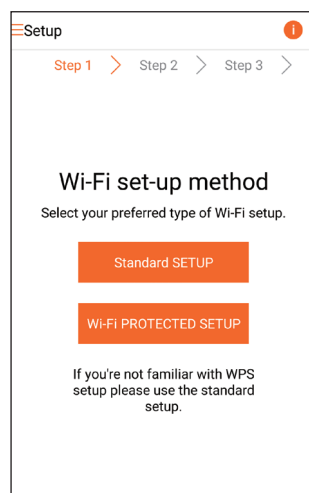 Setup
Step 1 Step 2 Step 3
Wi-Fi set-up method
Select your preferred type of Wi-Fi setup.
Standard SETUP
Wi-Fi PROTECTED SETUP
If you're not familiar with WPS
setup please use the standard
setup.